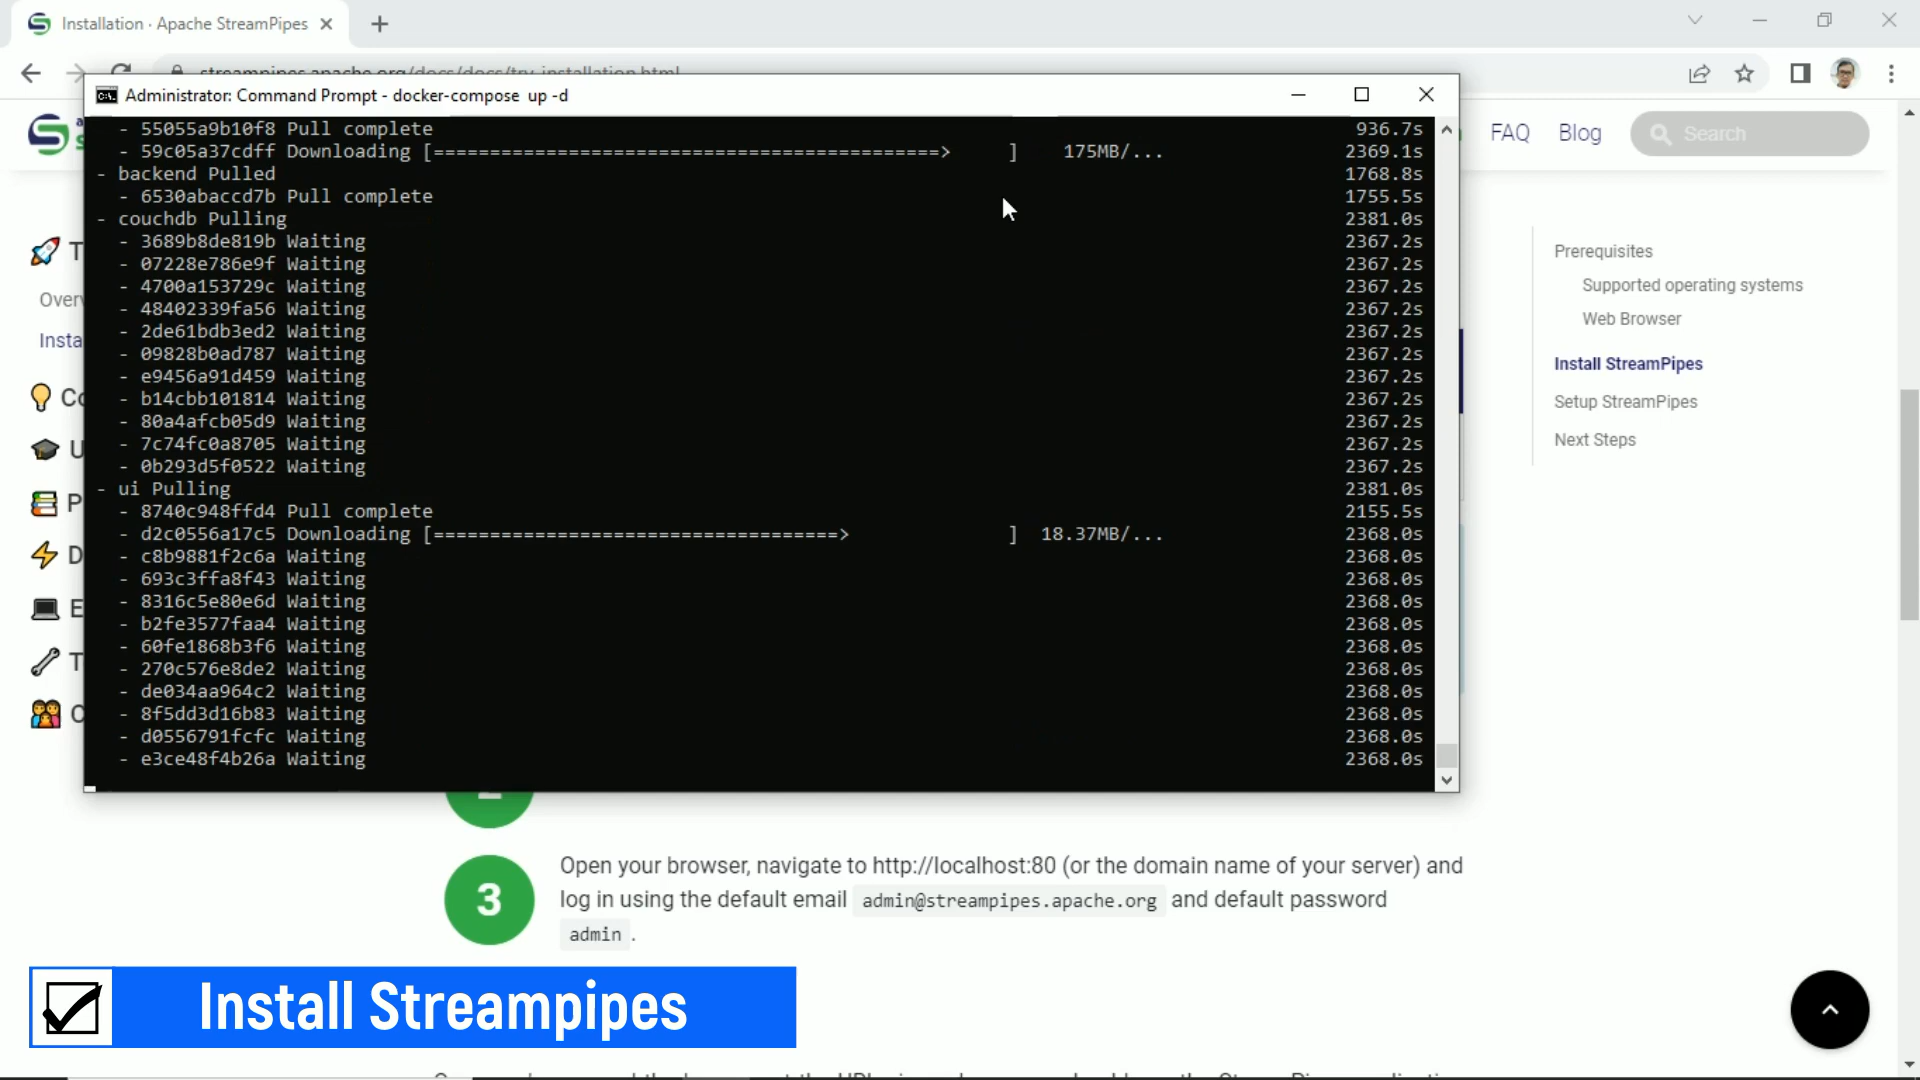 Installation · Apache StreamPipes
streampipes.apache.org/docs/docs/try-installation.html
Administrator: Command Prompt - docker-compose up -d
- 55055a9b10f8 Pull complete 936.7s
- 59c05a37cdff Downloading [=============================================> ] 175MB/... 2369.1s
- backend Pulled 1768.8s
- 6530abaccd7b Pull complete 1755.5s
- couchdb Pulling 2381.0s
- 3689b8de819b Waiting 2367.2s
- 07228e786e9f Waiting 2367.2s
- 4700a153729c Waiting 2367.2s
- 48402339fa56 Waiting 2367.2s
- 2de61bdb3ed2 Waiting 2367.2s
- 09828b0ad787 Waiting 2367.2s
- e9456a91d459 Waiting 2367.2s
- b14cbb101814 Waiting 2367.2s
- 80a4afcb05d9 Waiting 2367.2s
- 7c74fc0a8705 Waiting 2367.2s
- 0b293d5f0522 Waiting 2367.2s
- ui Pulling 2381.0s
- 8740c948ffd4 Pull complete 2155.5s
- d2c0556a17c5 Downloading [====================================> ] 18.37MB/... 2368.0s
- c8b9881f2c6a Waiting 2368.0s
- 693c3ffa8f43 Waiting 2368.0s
- 8316c5e80e6d Waiting 2368.0s
- b2fe3577faa4 Waiting 2368.0s
- 60fe1868b3f6 Waiting 2368.0s
- 270c576e8de2 Waiting 2368.0s
- de034aa964c2 Waiting 2368.0s
- 8f5dd3d16b83 Waiting 2368.0s
- d0556791fcfc Waiting 2368.0s
- e3ce48f4b26a Waiting 2368.0s
FAQ Blog Search
Prerequisites
Supported operating systems
Web Browser
Install StreamPipes
Setup StreamPipes
Next Steps
3
Open your browser, navigate to http://localhost:80 (or the domain name of your server) and
log in using the default email admin@streampipes.apache.org and default password
admin .
Install Streampipes